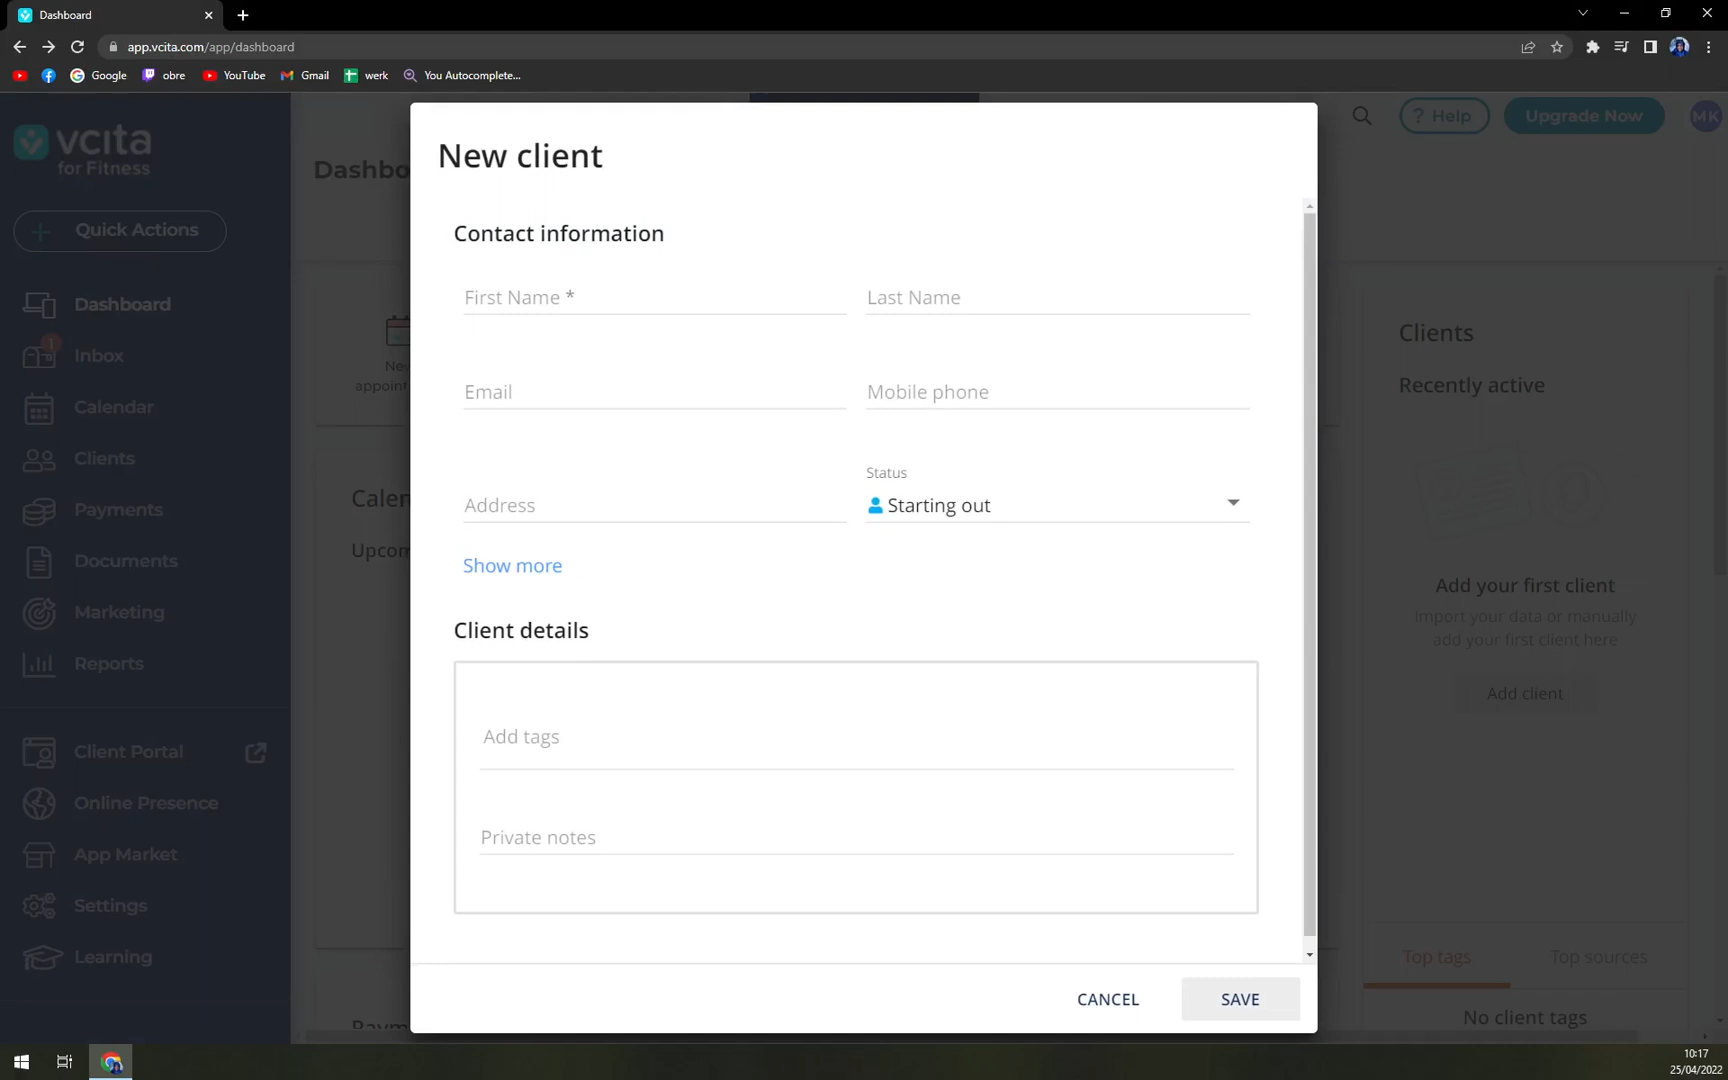 Dashboard
app.vcita.com/app/dashboard
Google
obre
YouTube
Gmail
werk
You Autocomplete...
vcita
for Fitness
Quick Actions
Dashboard
1
Inbox
Calendar
Clients
Payments
Documents
Marketing
Reports
Client Portal
Online Presence
App Market
Settings
Learning
Dashbo
New
appoint
Calen
Upcom
Paym
New client
Contact information
First Name *
Last Name
Email
Mobile phone
Address
Status
Starting out
Show more
Client details
Add tags
Private notes
CANCEL
SAVE
? Help
Upgrade Now
MK
Clients
Recently active
Add your first client
Import your data or manually
add your first client here
Add client
Top tags
Top sources
No client tags
10:17
25/04/2022